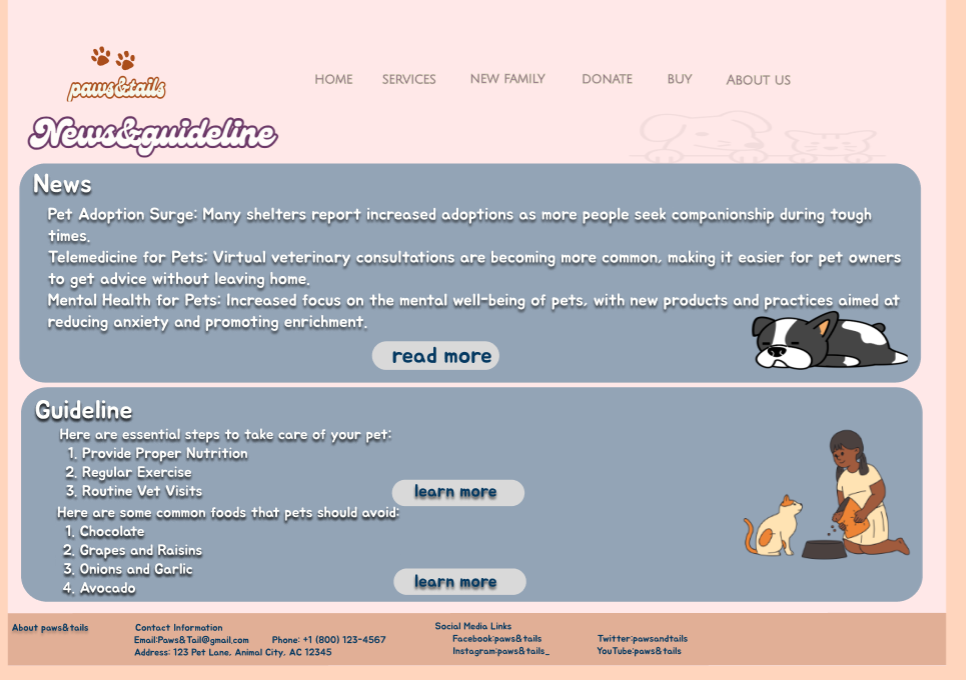 paws&tails
HOME SERVICES NEW FAMILY DONATE BUY ABOUT US
News&guideline
News
Pet Adoption Surge: Many shelters report increased adoptions as more people seek companionship during tough
times.
Telemedicine for Pets: Virtual veterinary consultations are becoming more common, making it easier for pet owners
to get advice without leaving home.
Mental Health for Pets: Increased focus on the mental well-being of pets, with new products and practices aimed at
reducing anxiety and promoting enrichment.
read more
Guideline
Here are essential steps to take care of your pet:
1. Provide Proper Nutrition
2. Regular Exercise
3. Routine Vet Visits
learn more
Here are some common foods that pets should avoid:
1. Chocolate
2. Grapes and Raisins
3. Onions and Garlic
4. Avocado
learn more
About paws&tails
Contact Information
Email:Paws&Tail@gmail.com Phone: +1 (800) 123-4567
Address: 123 Pet Lane, Animal City, AC 12345
Social Media Links
Facebook:paws&tails Twitter:pawsandtails
Instagram:paws&tails_ YouTube:paws&tails